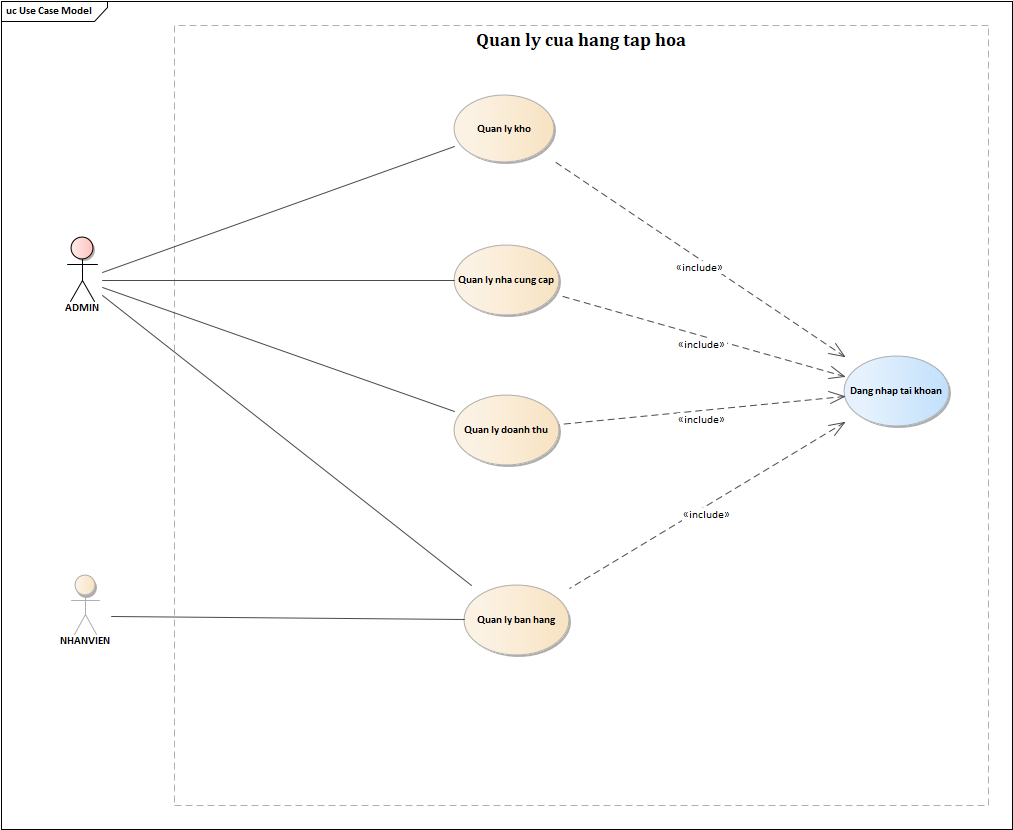 uc Use Case Model
Quan ly cua hang tap hoa
Quan ly kho
«include»
ADMIN
Quan ly nha cung cap
«include»
Dang nhap tai khoan
Quan ly doanh thu
«include»
«include»
NHANVIEN
Quan ly ban hang